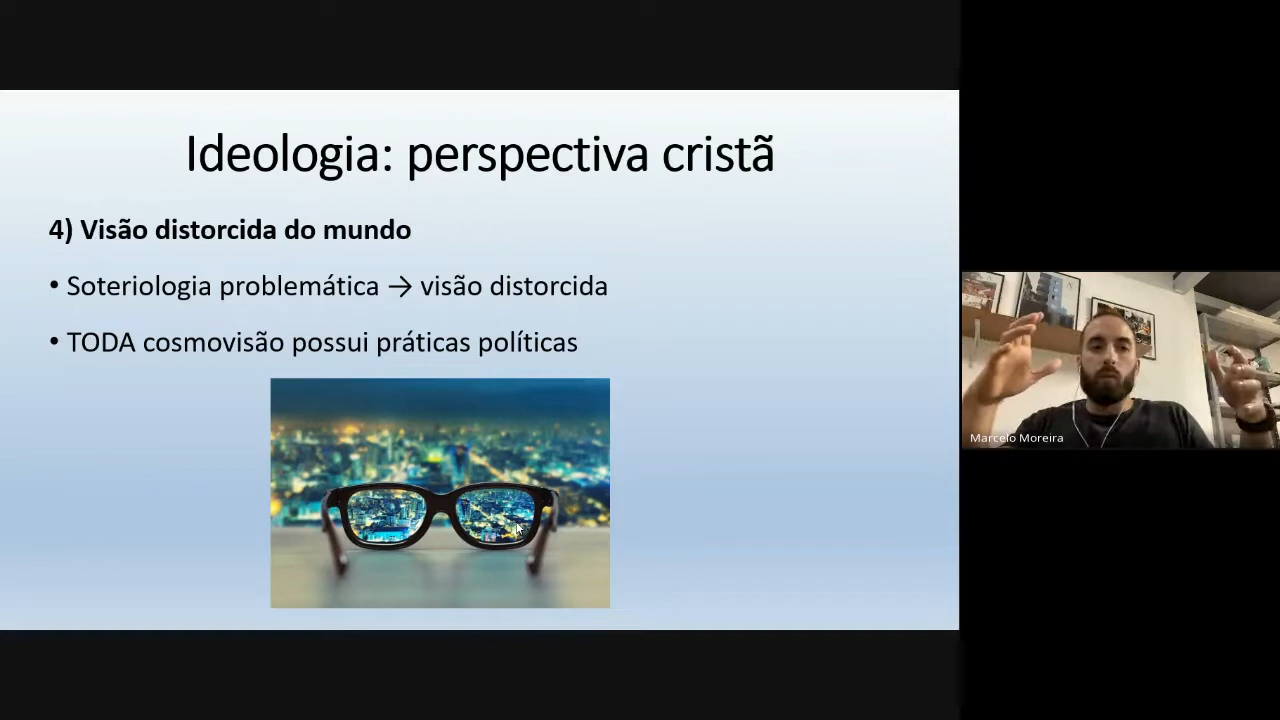 Ideologia: perspectiva cristã
4) Visão distorcida do mundo
• Soteriologia problemática → visão distorcida
• TODA cosmovisão possui práticas políticas
Marcelo Moreira